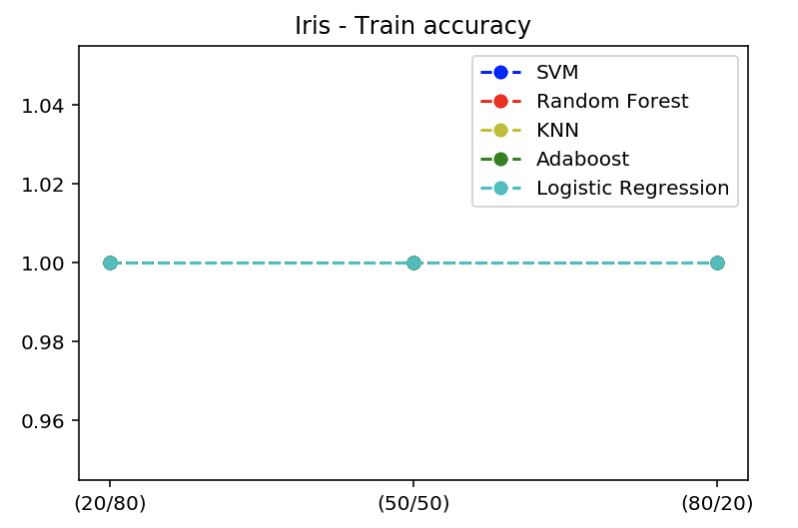 Iris - Train accuracy
SVM
Random Forest
KNN
Adaboost
Logistic Regression
1.04
1.02
1.00
0.98
0.96
(20/80) (50/50) (80/20)